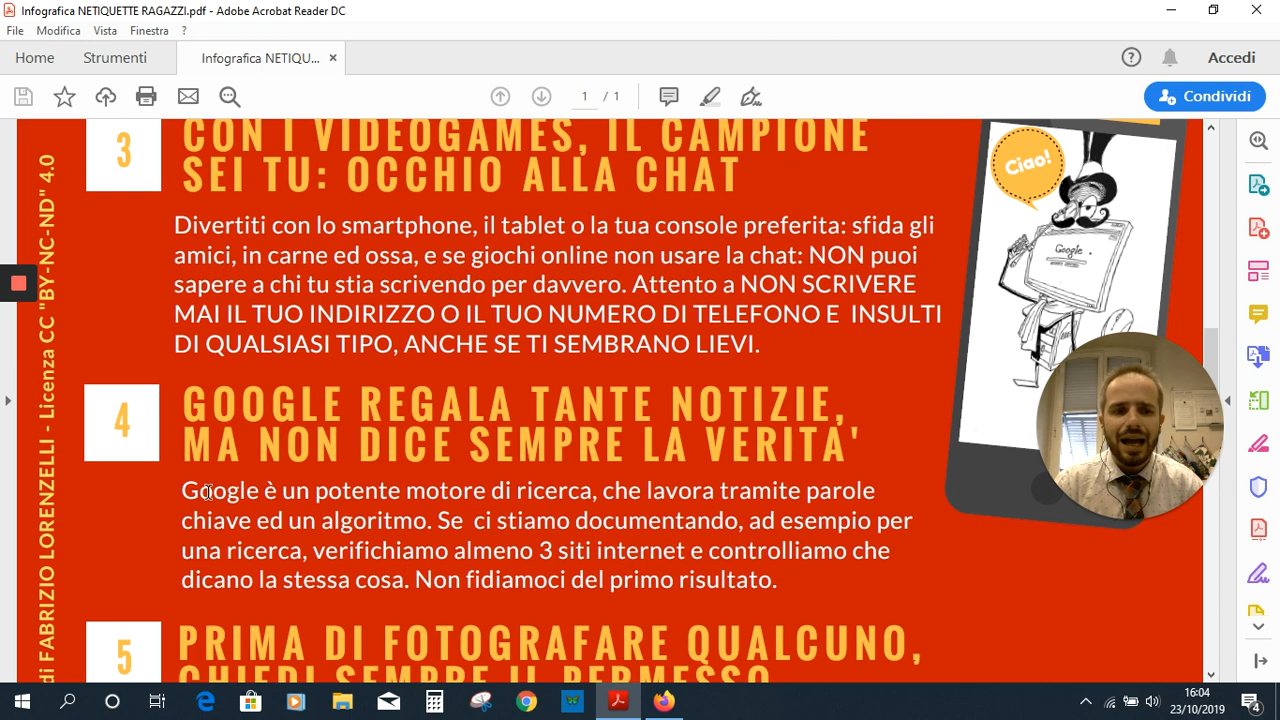 Infografica NETIQUETTE RAGAZZI.pdf - Adobe Acrobat Reader DC
File Modifica Vista Finestra ?
Home Strumenti Infografica NETIQU... × Accedi
1 / 1 Condividi
3
CON I VIDEOGAMES, IL CAMPIONE
SEI TU: OCCHIO ALLA CHAT
Divertiti con lo smartphone, il tablet o la tua console preferita: sfida gli
amici, in carne ed ossa, e se giochi online non usare la chat: NON puoi
sapere a chi tu stia scrivendo per davvero. Attento a NON SCRIVERE
MAI IL TUO INDIRIZZO O IL TUO NUMERO DI TELEFONO E INSULTI
DI QUALSIASI TIPO, ANCHE SE TI SEMBRANO LIEVI.
4
GOOGLE REGALA TANTE NOTIZIE,
MA NON DICE SEMPRE LA VERITA'
Google è un potente motore di ricerca, che lavora tramite parole
chiave ed un algoritmo. Se ci stiamo documentando, ad esempio per
una ricerca, verifichiamo almeno 3 siti internet e controlliamo che
dicano la stessa cosa. Non fidiamoci del primo risultato.
5
PRIMA DI FOTOGRAFARE QUALCUNO,
CHIEDI SEMPRE IL PERMESSO
di FABRIZIO LORENZELLI - Licenza CC "BY-NC-ND" 4.0
Ciao!
Google
16:04
23/10/2019
4